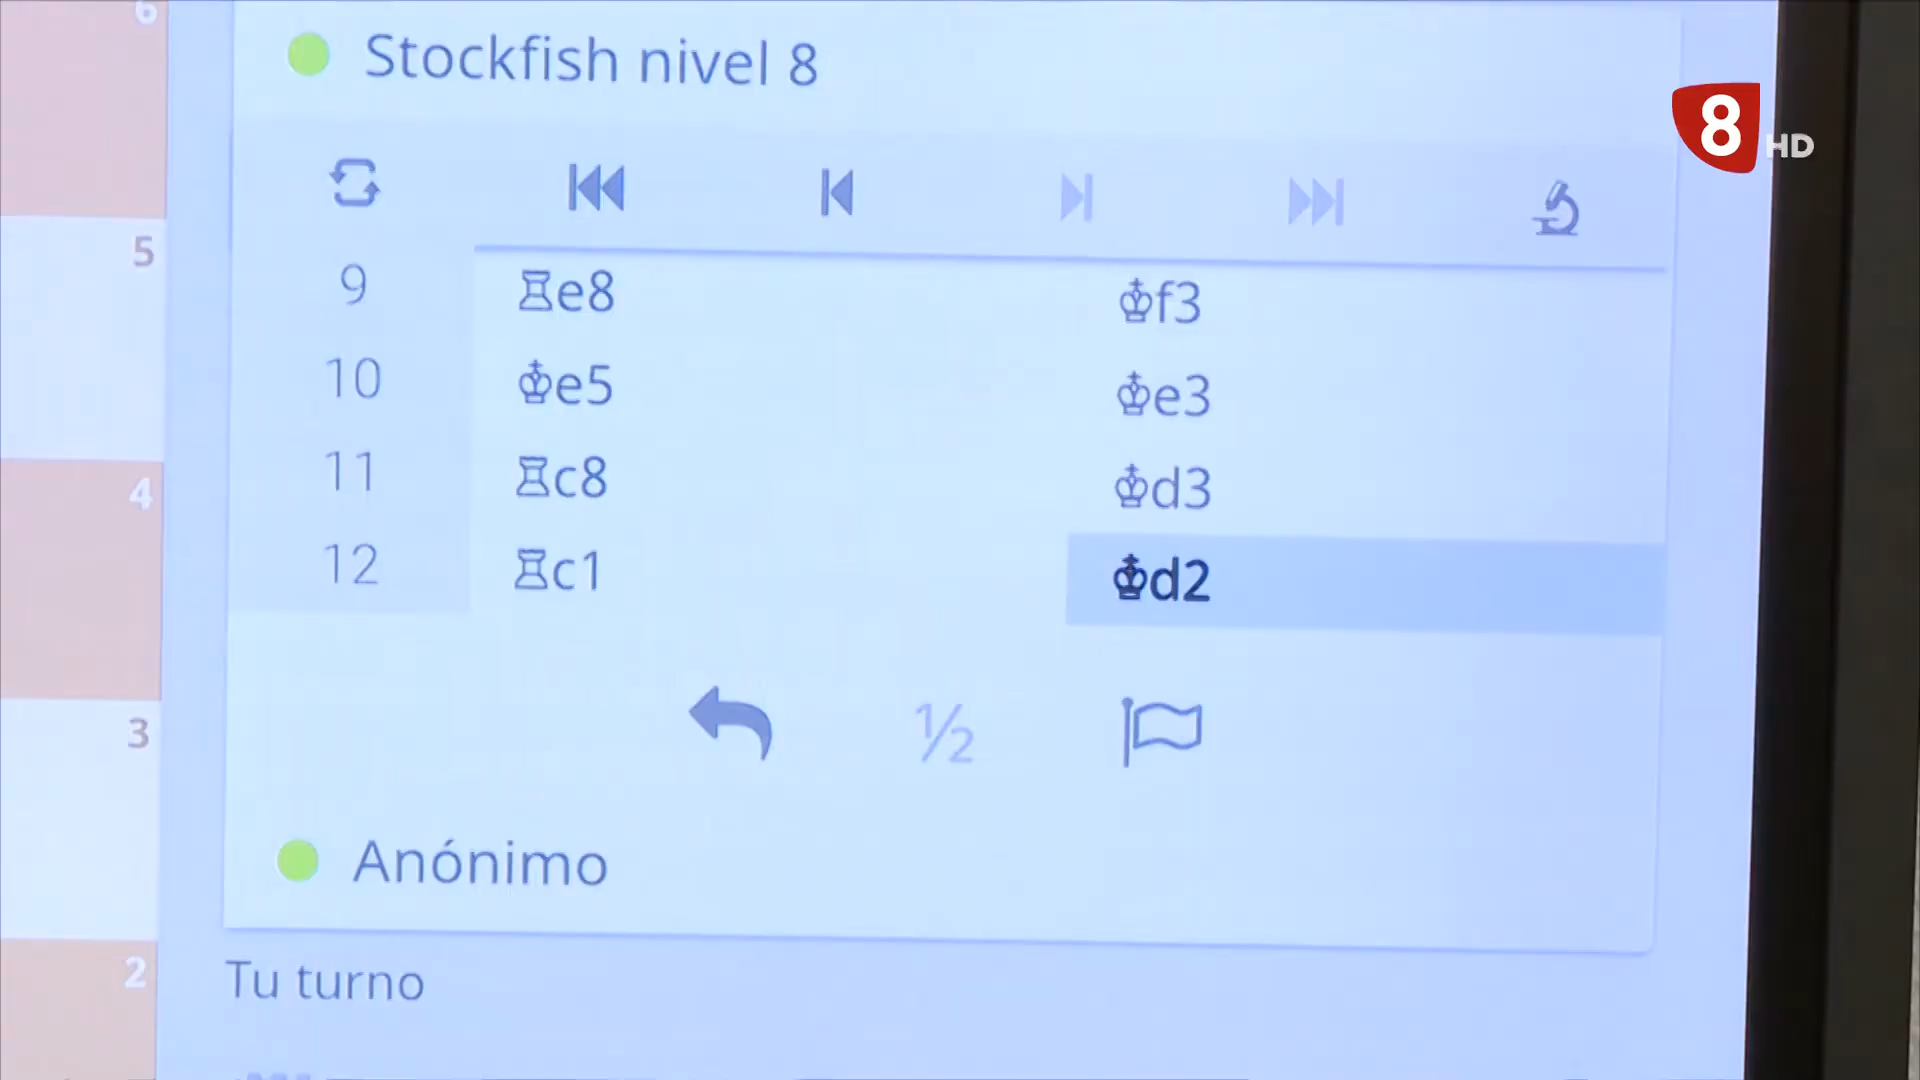 6
Stockfish nivel 8
8 HD
5
9 ♖e8 ♔f3
10 ♔e5 ♔e3
4
11 ♖c8 ♔d3
12 ♖c1 ♔d2
3
½
Anónimo
2
Tu turno